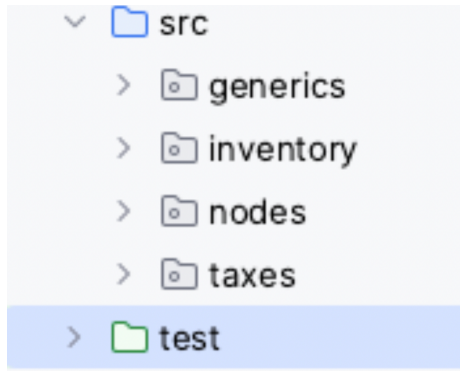 src
generics
inventory
nodes
taxes
test